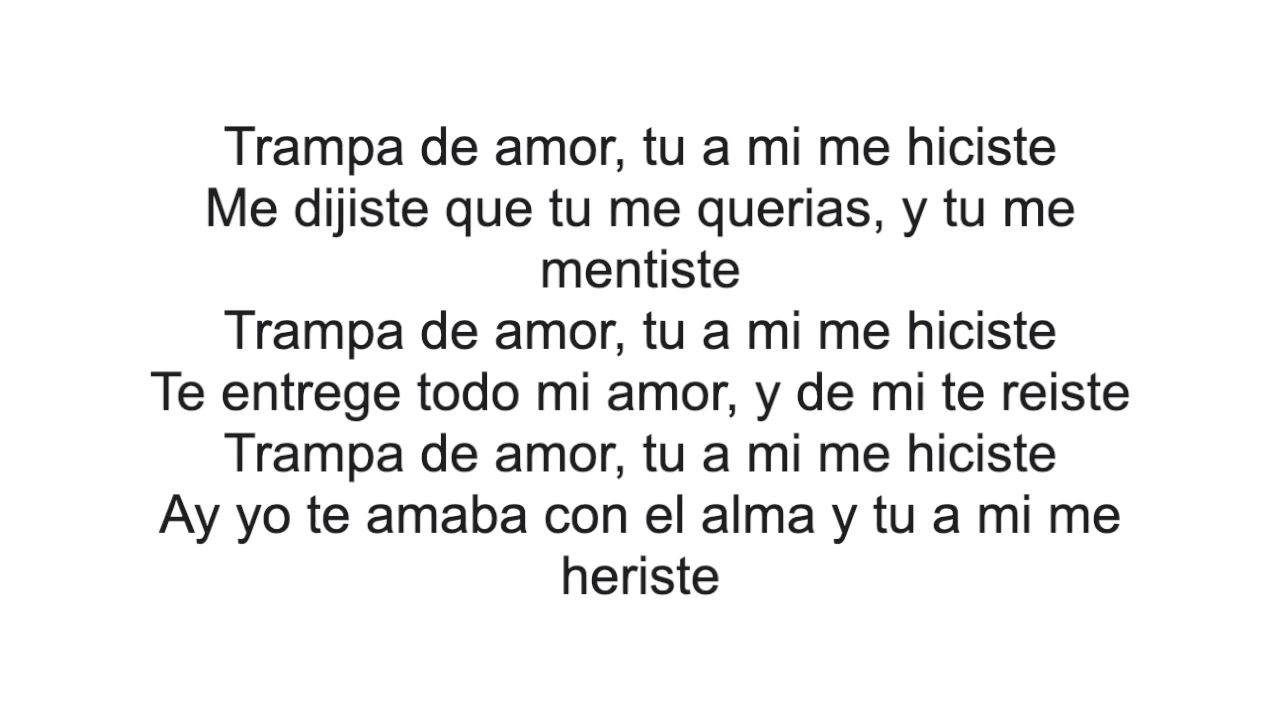 Trampa de amor, tu a mi me hiciste
Me dijiste que tu me querias, y tu me
mentiste
Trampa de amor, tu a mi me hiciste
Te entrege todo mi amor, y de mi te reiste
Trampa de amor, tu a mi me hiciste
Ay yo te amaba con el alma y tu a mi me
heriste